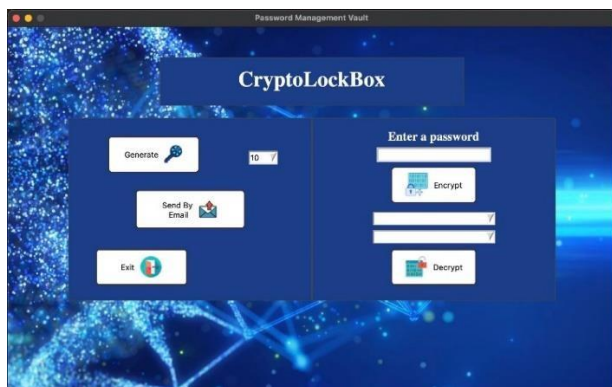 Password Management Vault
CryptoLockBox
Generate
10
Send By
Email
Exit
Enter a password
Encrypt
Decrypt